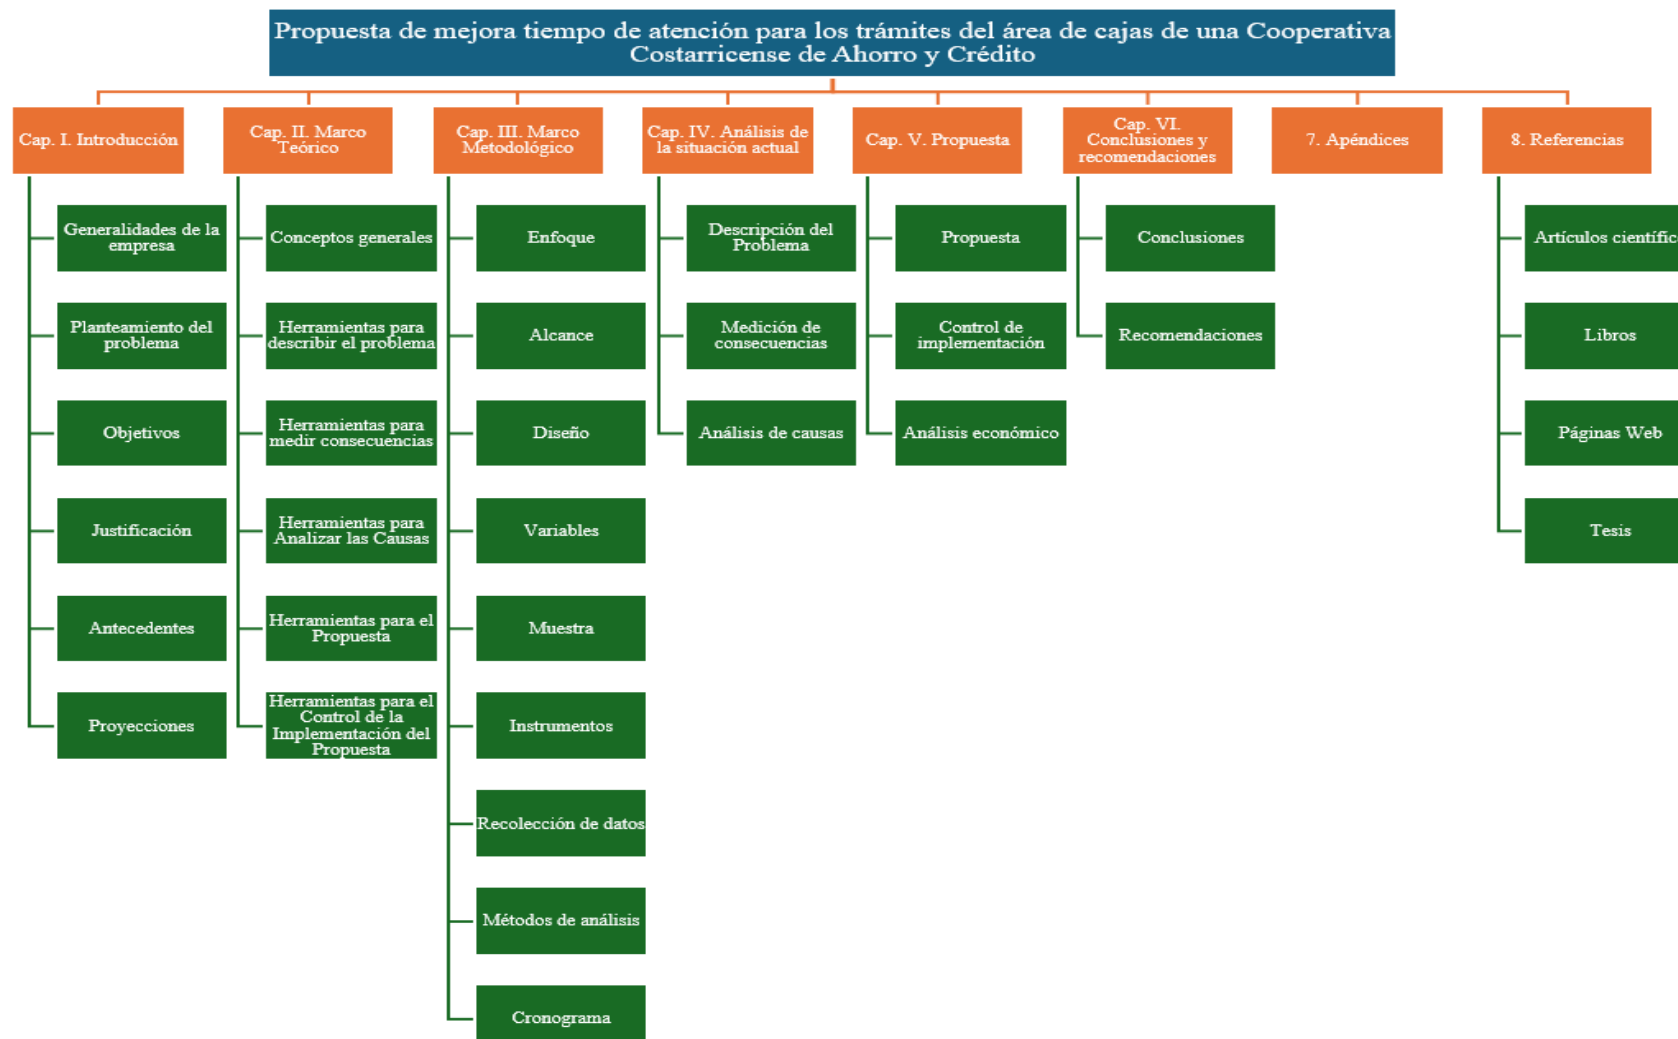 Propuesta de mejora tiempo de atención para los trámites del área de cajas de una Cooperativa
Costarricense de Ahorro y Crédito
Cap. I. Introducción
Generalidades de la
empresa
Planteamiento del
problema
Objetivos
Justificación
Antecedentes
Proyecciones
Cap. II. Marco
Teórico
Conceptos generales
Herramientas para
describir el problema
Herramientas para
medir consecuencias
Herramientas para
Analizar las Causas
Herramientas para el
Propuesta
Herramientas para el
Control de la
Implementación del
Propuesta
Cap. III. Marco
Metodológico
Enfoque
Alcance
Diseño
Variables
Muestra
Instrumentos
Recolección de datos
Métodos de análisis
Cronograma
Cap. IV. Análisis de
la situación actual
Descripción del
Problema
Medición de
consecuencias
Análisis de causas
Cap. V. Propuesta
Propuesta
Control de
implementación
Análisis económico
Cap. VI.
Conclusiones y
recomendaciones
Conclusiones
Recomendaciones
7. Apéndices
8. Referencias
Artículos científic
Libros
Páginas Web
Tesis